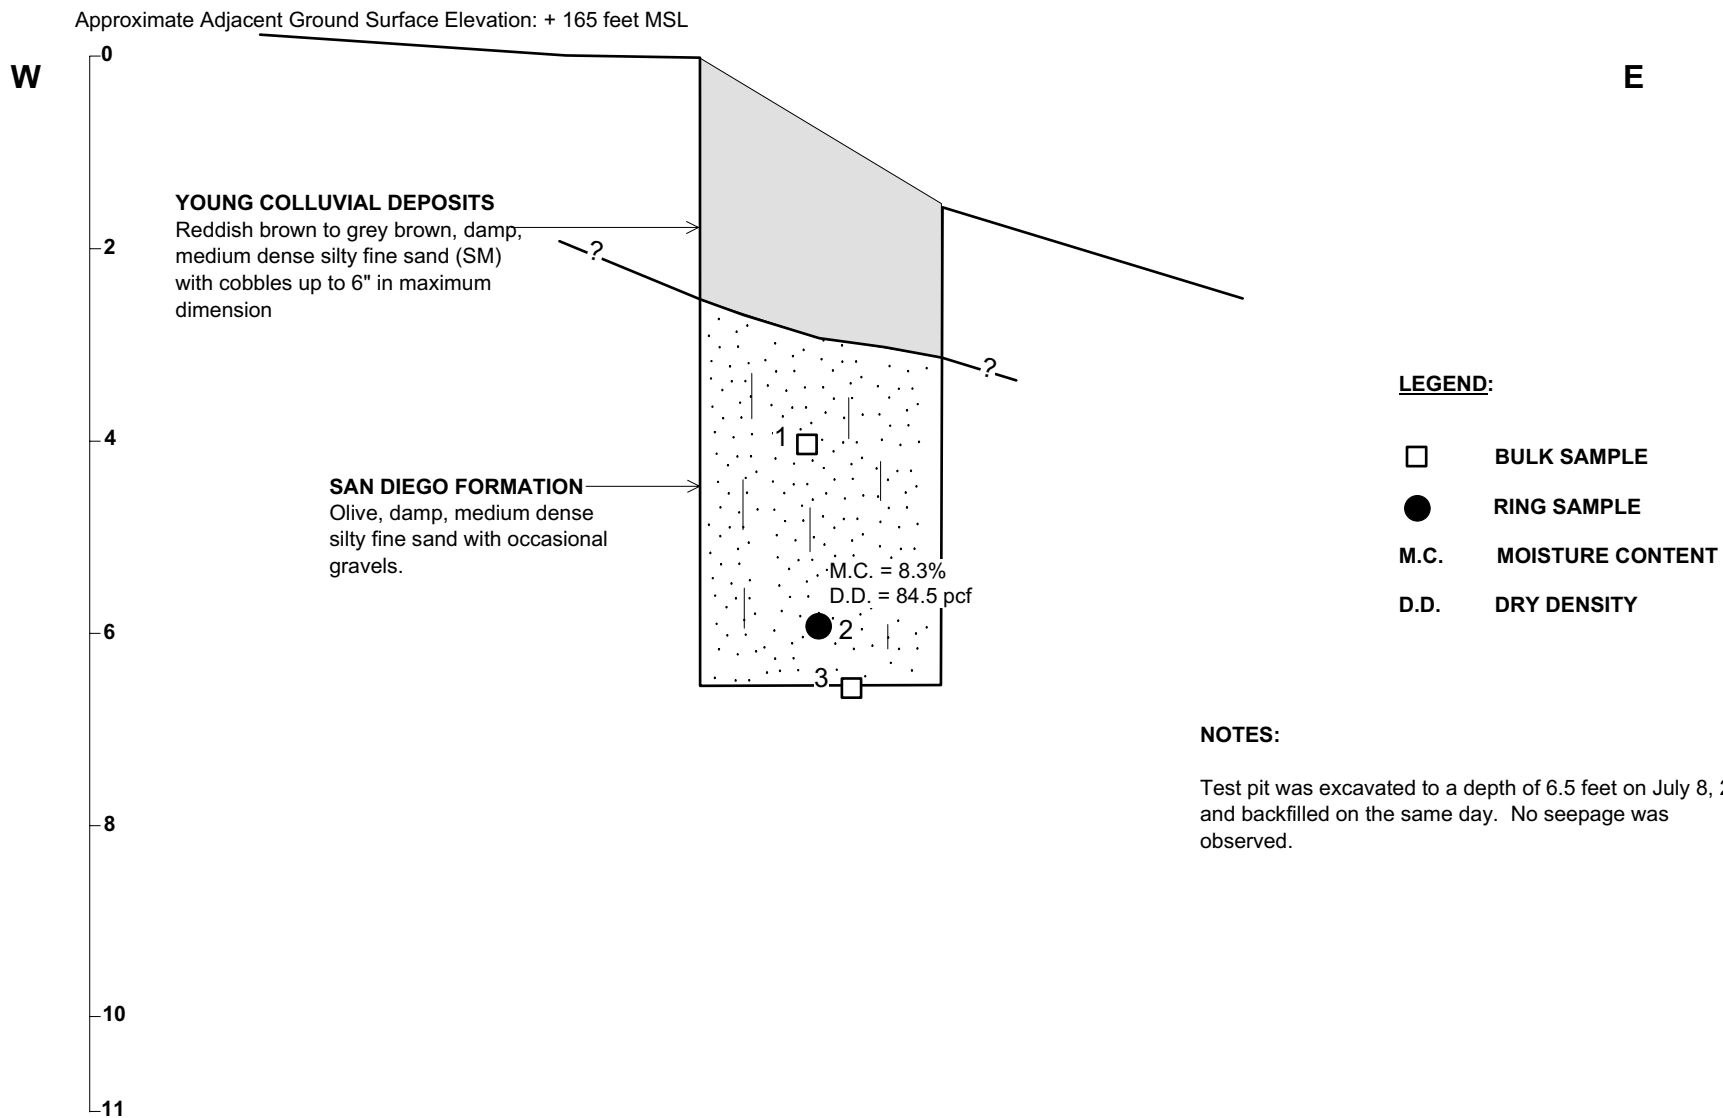 Approximate Adjacent Ground Surface Elevation: + 165 feet MSL
0
W
E
YOUNG COLLUVIAL DEPOSITS
Reddish brown to grey brown, damp,
medium dense silty fine sand (SM)
with cobbles up to 6" in maximum
dimension
2
?
?
LEGEND:
4
1
BULK SAMPLE
SAN DIEGO FORMATION
Olive, damp, medium dense
silty fine sand with occasional
gravels.
RING SAMPLE
M.C. MOISTURE CONTENT
D.D. DRY DENSITY
M.C. = 8.3%
D.D. = 84.5 pcf
6
2
3
NOTES:
Test pit was excavated to a depth of 6.5 feet on July 8,
and backfilled on the same day. No seepage was
observed.
8
10
11